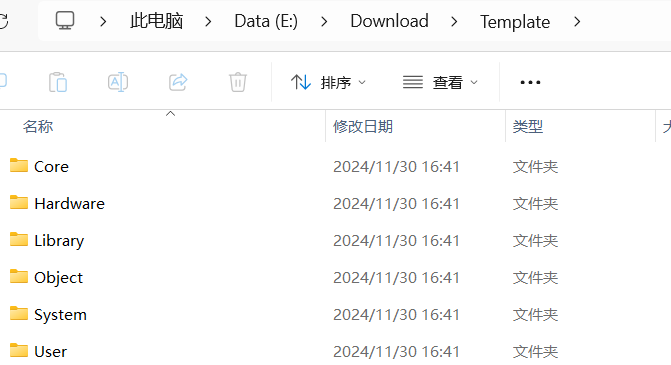 此电脑 > Data (E:) > Download > Template >
排序 查看 •••
名称 修改日期 类型
Core 2024/11/30 16:41 文件夹
Hardware 2024/11/30 16:41 文件夹
Library 2024/11/30 16:41 文件夹
Object 2024/11/30 16:41 文件夹
System 2024/11/30 16:41 文件夹
User 2024/11/30 16:41 文件夹